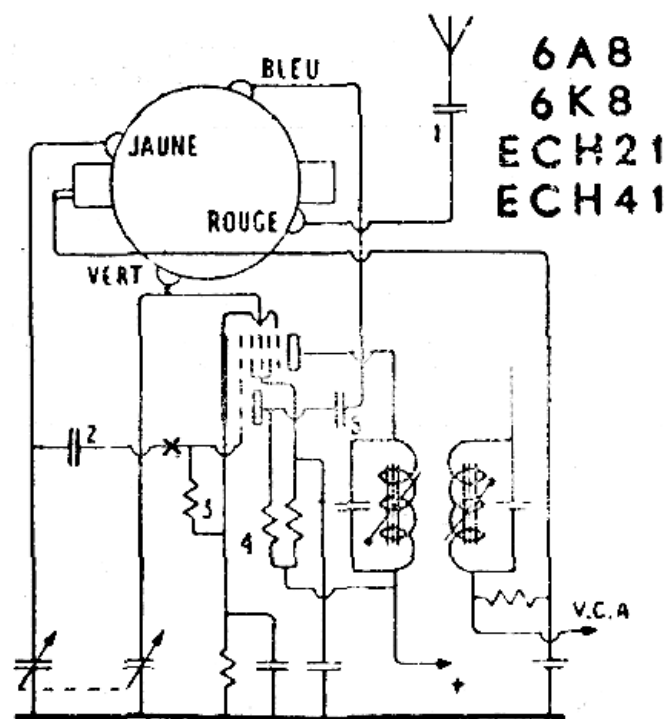 BLEU
6A8
6K8
ECH21
ECH41
1
JAUNE
ROUGE
VERT
2
3
5
4
V.C.A
+